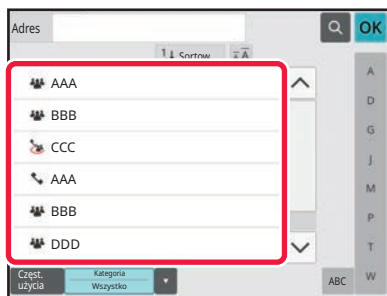 Adres
OK
Sortow.
AAA
BBB
CCC
AAA
BBB
DDD
A
D
G
J
M
P
T
W
Częst.
użycia
Kategoria
Wszystko
ABC